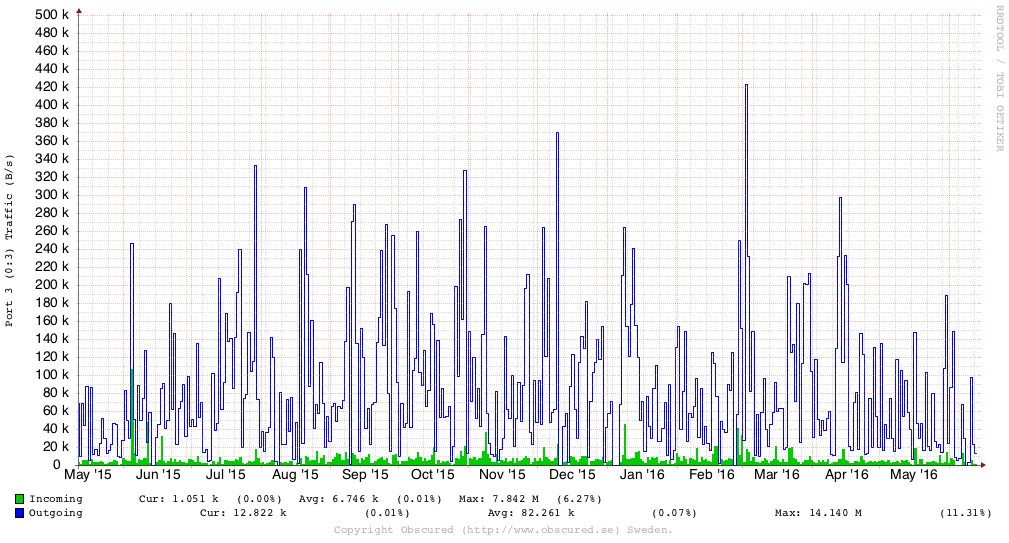 500 k
480 k
460 k
440 k
420 k
400 k
380 k
360 k
340 k
320 k
300 k
280 k
260 k
240 k
220 k
200 k
180 k
160 k
140 k
120 k
100 k
80 k
60 k
40 k
20 k
0
Port 3 (0:3) Traffic (B/s)
RRDTOOL / TOBI OETIKER
May '15 Jun '15 Jul '15 Aug '15 Sep '15 Oct '15 Nov '15 Dec '15 Jan '16 Feb '16 Mar '16 Apr '16 May '16
Incoming Cur: 1.051 k (0.00%) Avg: 6.746 k (0.01%) Max: 7.842 M (6.27%)
Outgoing Cur: 12.822 k (0.01%) Avg: 82.261 k (0.07%) Max: 14.140 M (11.31%)
Copyright Obscured (http://www.obscured.se) Sweden.